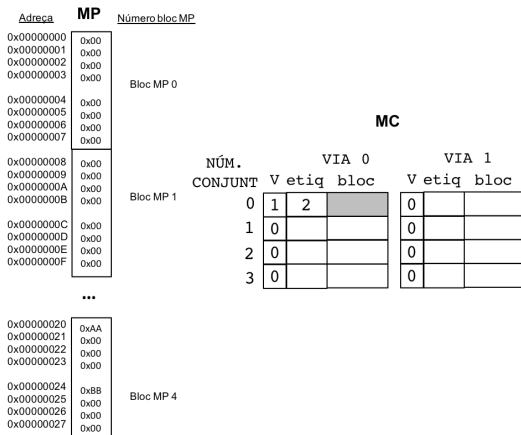 Adreça MP Número bloc MP
0x00000000 0x00
0x00000001 0x00
0x00000002 0x00
0x00000003 0x00
Bloc MP 0
0x00000004 0x00
0x00000005 0x00
0x00000006 0x00
0x00000007 0x00
0x00000008 0x00
0x00000009 0x00
0x0000000A 0x00
0x0000000B 0x00
Bloc MP 1
0x0000000C 0x00
0x0000000D 0x00
0x0000000E 0x00
0x0000000F 0x00
...
0x00000020 0xAA
0x00000021 0x00
0x00000022 0x00
0x00000023 0x00
0x00000024 0xBB
0x00000025 0x00
Bloc MP 4
0x00000026 0x00
0x00000027 0x00
MC
NÚM. VIA 0 VIA 1
CONJUNT V etiq bloc V etiq bloc
0 1 2 0
1 0 0
2 0 0
3 0 0